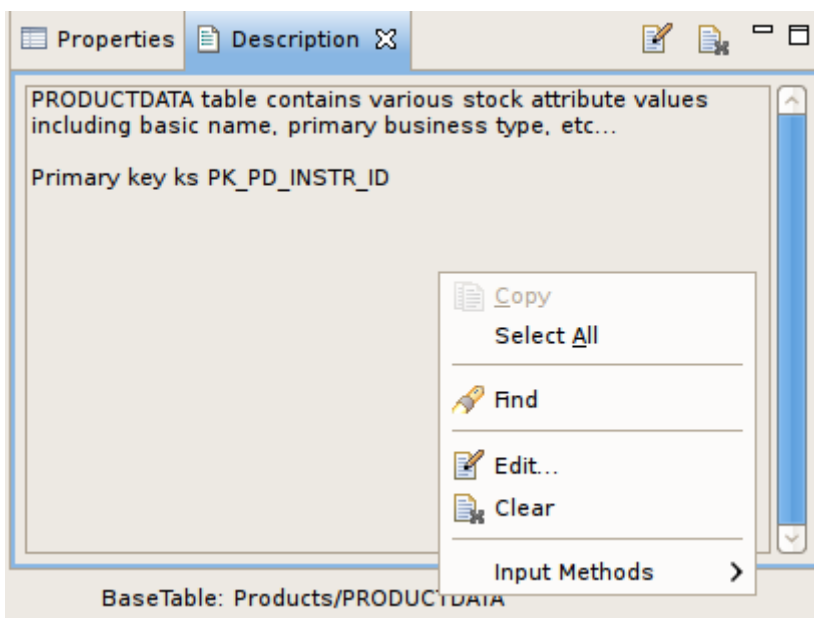 Properties
Description
PRODUCTDATA table contains various stock attribute values
including basic name, primary business type, etc...
Primary key ks PK_PD_INSTR_ID
Copy
Select All
Find
Edit...
Clear
Input Methods
BaseTable: Products/PRODUCTDATA